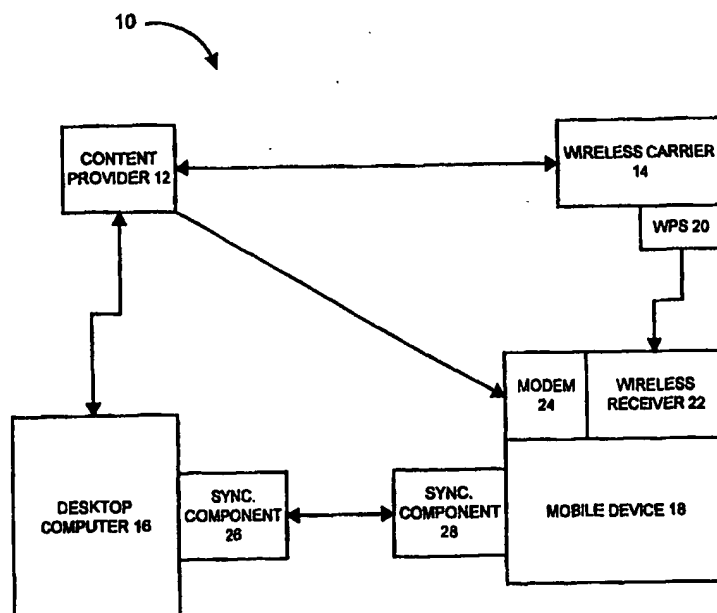 10
CONTENT
PROVIDER 12
WIRELESS CARRIER
14
WPS 20
MODEM
24
WIRELESS
RECEIVER 22
DESKTOP
COMPUTER 16
SYNC.
COMPONENT
26
SYNC.
COMPONENT
28
MOBILE DEVICE 18